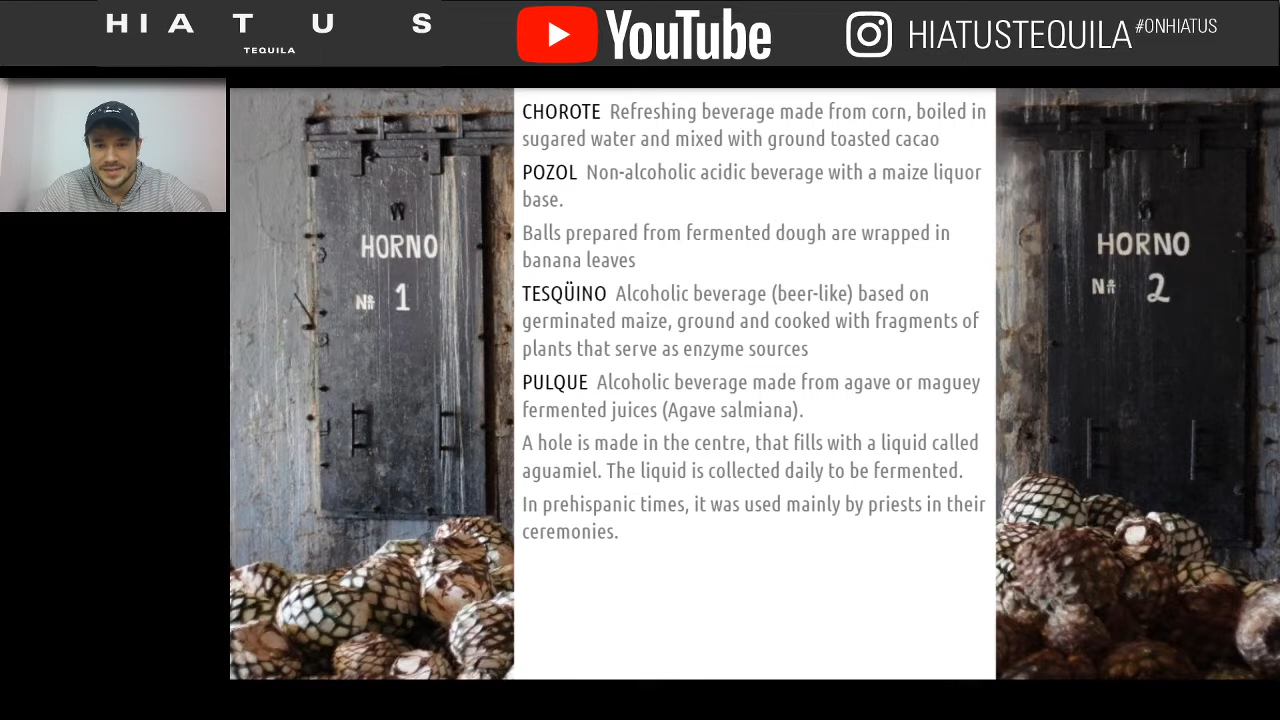 HIATUS
TEQUILA
YouTube
HIATUSTEQUILA #ONHIATUS
CHOROTE Refreshing beverage made from corn, boiled in
sugared water and mixed with ground toasted cacao
POZOL Non-alcoholic acidic beverage with a maize liquor
base.
Balls prepared from fermented dough are wrapped in
banana leaves
TESQÜINO Alcoholic beverage (beer-like) based on
germinated maize, ground and cooked with fragments of
plants that serve as enzyme sources
PULQUE Alcoholic beverage made from agave or maguey
fermented juices (Agave salmiana).
A hole is made in the centre, that fills with a liquid called
aguamiel. The liquid is collected daily to be fermented.
In prehispanic times, it was used mainly by priests in their
ceremonies.
HORNO
Nº 1
HORNO
Nº 2